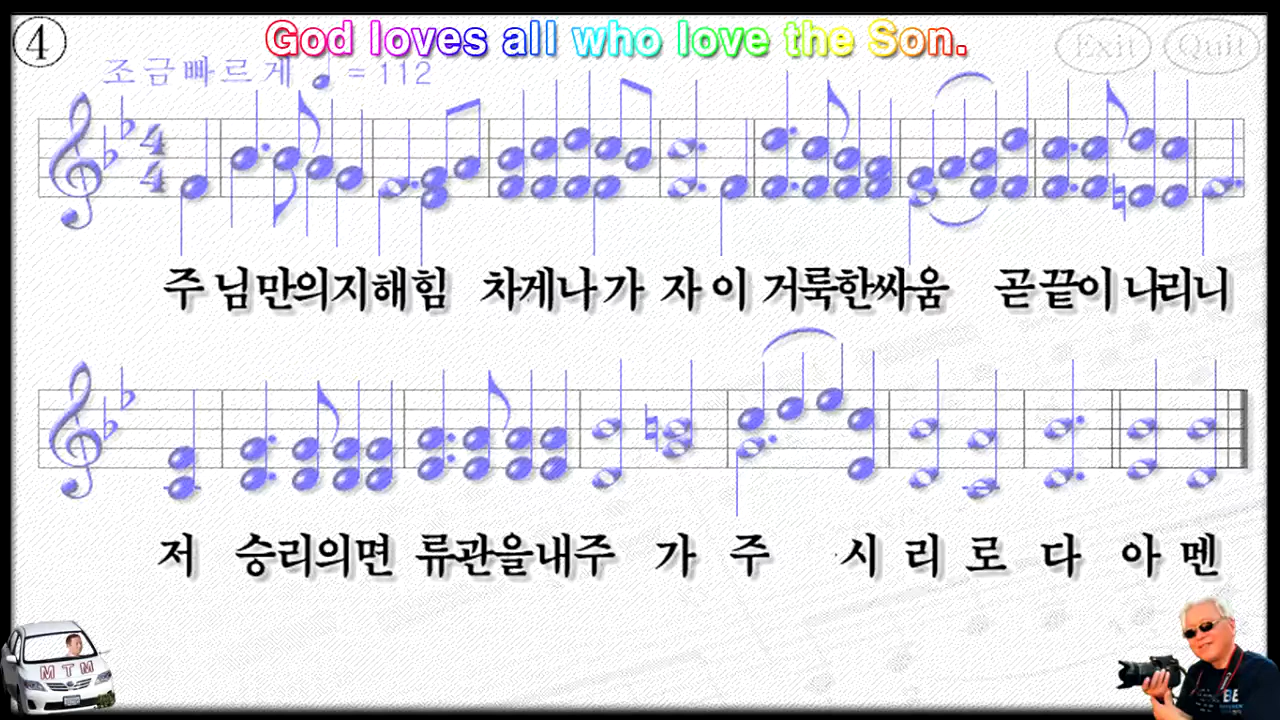 ④ God loves all who love the Son. Exit Quit
조금빠르게 ♩ = 112
주 님만의지해힘 차게나가 자 이 거룩한싸움 곧끝이나리니
저 승리의면 류관을내주 가 주 시 리 로 다 아 멘
M T M